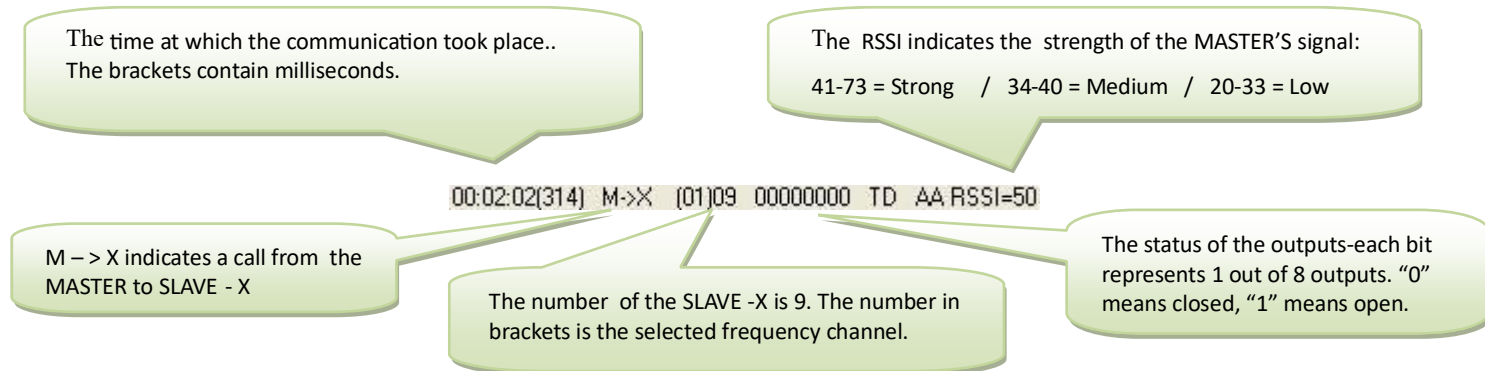 The time at which the communication took place..
The brackets contain milliseconds.
The RSSI indicates the strength of the MASTER’S signal:
41-73 = Strong / 34-40 = Medium / 20-33 = Low
00:02:02(314) M->X (01)09 00000000 TD AA RSSI=50
M – > X indicates a call from the
MASTER to SLAVE - X
The number of the SLAVE -X is 9. The number in
brackets is the selected frequency channel.
The status of the outputs-each bit
represents 1 out of 8 outputs. “0”
means closed, “1” means open.